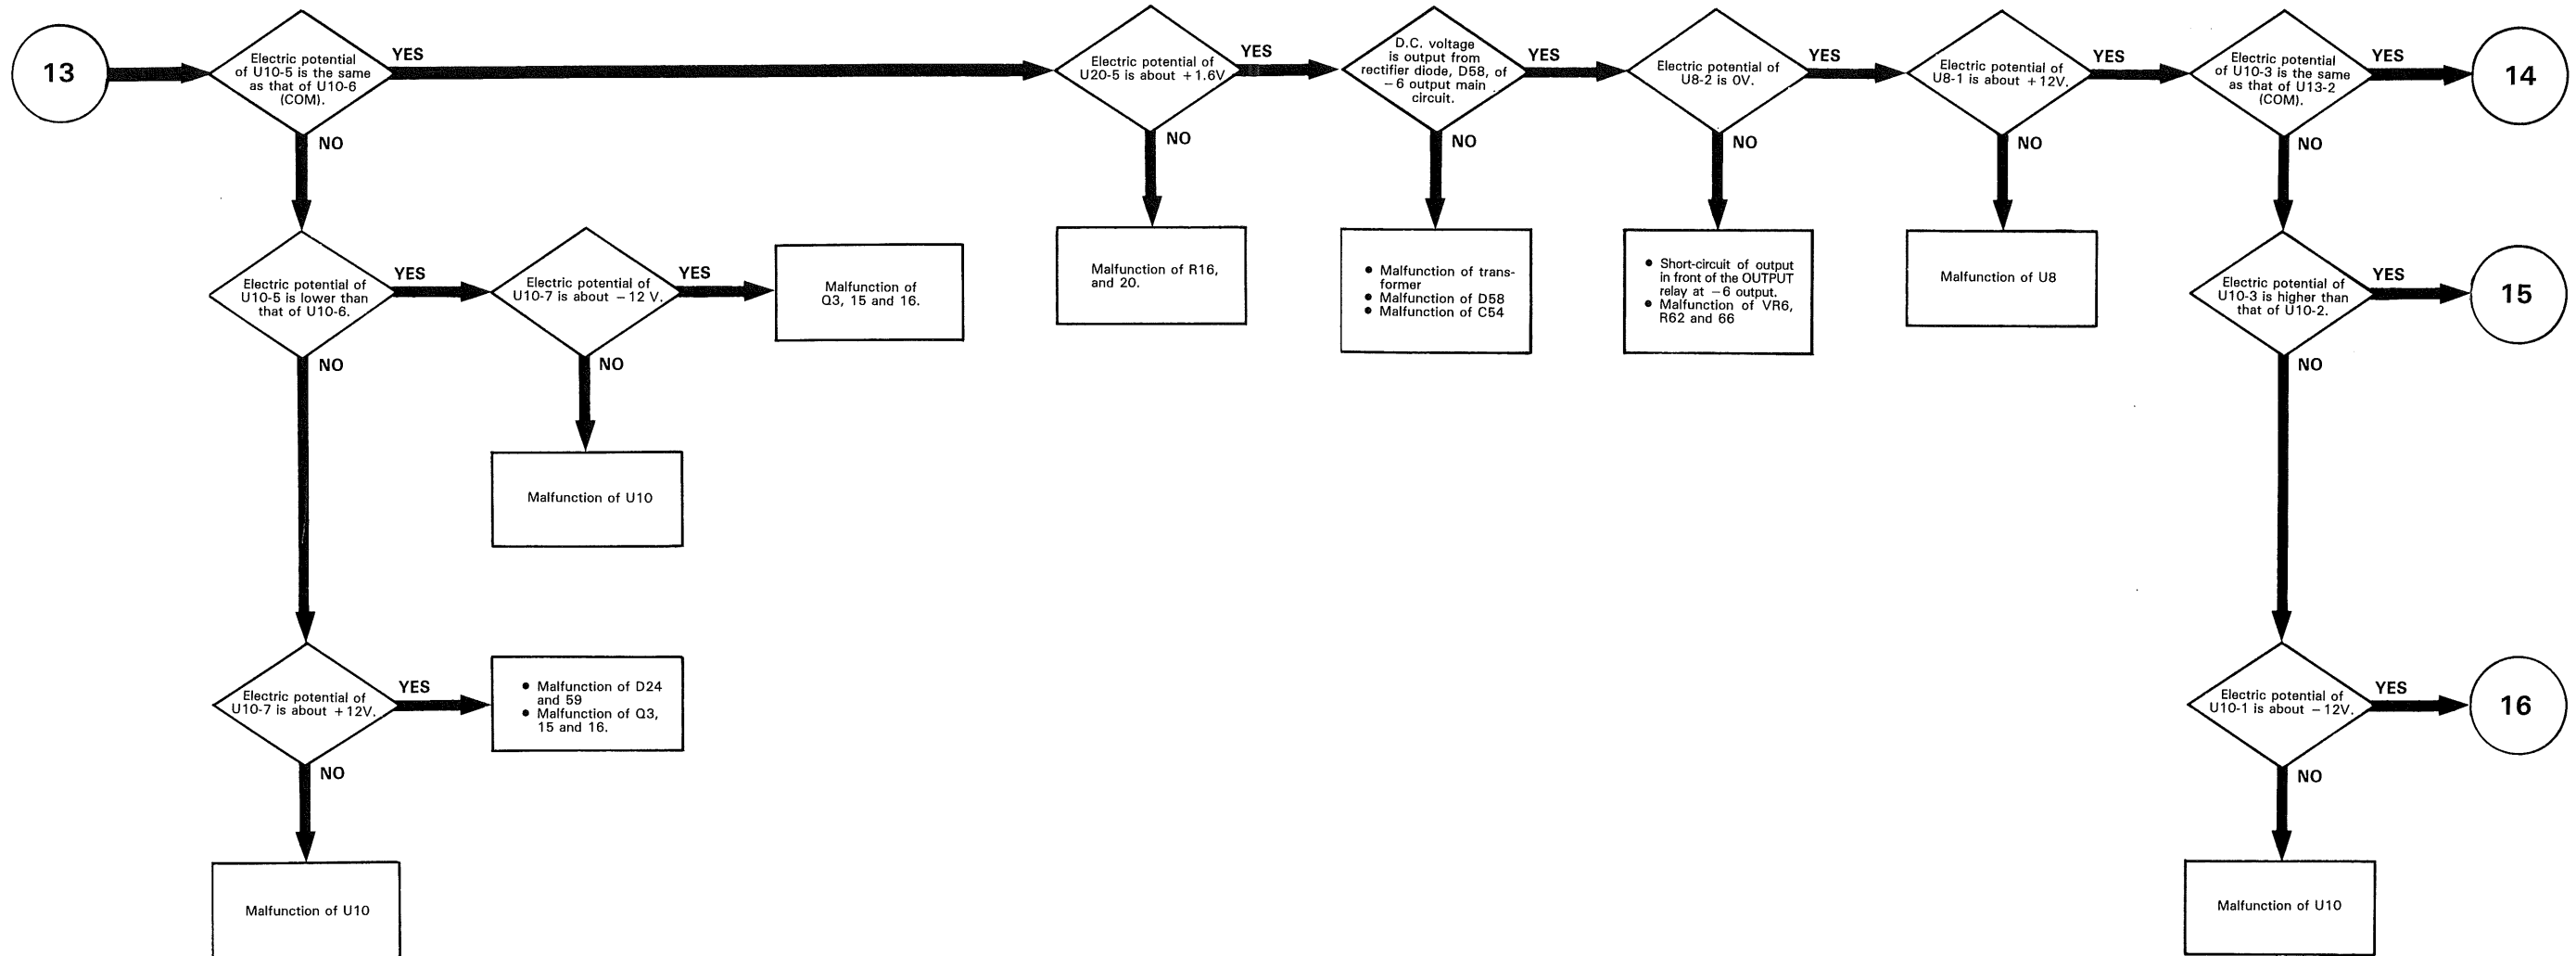 13
Electric potential
of U10-5 is the same
as that of U10-6
(COM).
YES
NO
Electric potential of
U20-5 is about +1.6V
YES
NO
D.C. voltage
is output from
rectifier diode, D58, of
−6 output main
circuit.
YES
NO
Electric potential of
U8-2 is 0V.
YES
NO
Electric potential of
U8-1 is about +12V.
YES
NO
Electric potential
of U10-3 is the same
as that of U13-2
(COM).
YES
NO
14
Electric potential of
U10-5 is lower than
that of U10-6.
YES
NO
Electric potential of
U10-7 is about −12 V.
YES
NO
Malfunction of
Q3, 15 and 16.
Malfunction of R16,
and 20.
● Malfunction of trans-
former
● Malfunction of D58
● Malfunction of C54
● Short-circuit of output
in front of the OUTPUT
relay at −6 output.
● Malfunction of VR6,
R62 and 66
Malfunction of U8
Electric potential of
U10-3 is higher than
that of U10-2.
YES
NO
15
Malfunction of U10
Electric potential of
U10-7 is about +12V.
YES
NO
● Malfunction of D24
and 59
● Malfunction of Q3,
15 and 16.
Electric potential of
U10-1 is about −12V.
YES
NO
16
Malfunction of U10
Malfunction of U10